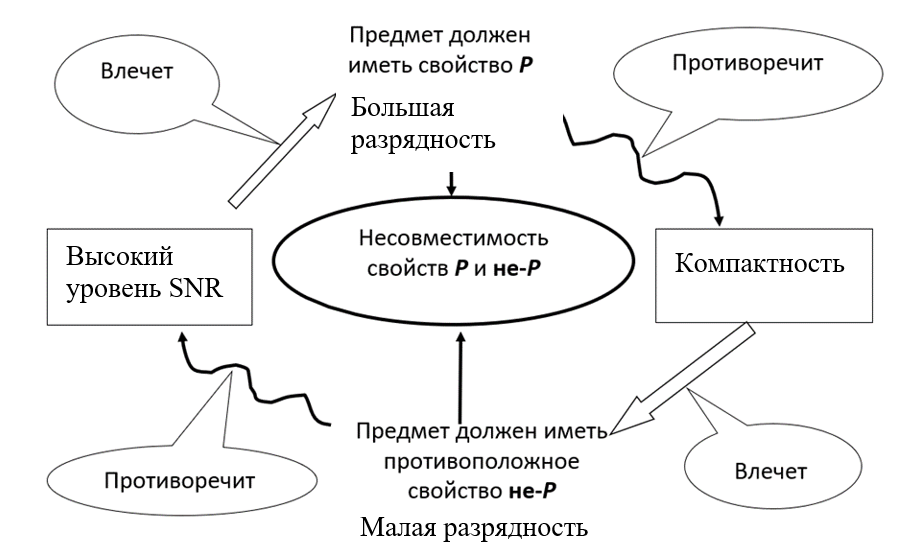 Предмет должен
иметь свойство P
Влечет
Противоречит
Большая
разрядность
Высокий
уровень SNR
Несовместимость
свойств P и не-P
Компактность
Предмет должен иметь
противоположное
свойство не-P
Противоречит
Влечет
Малая разрядность